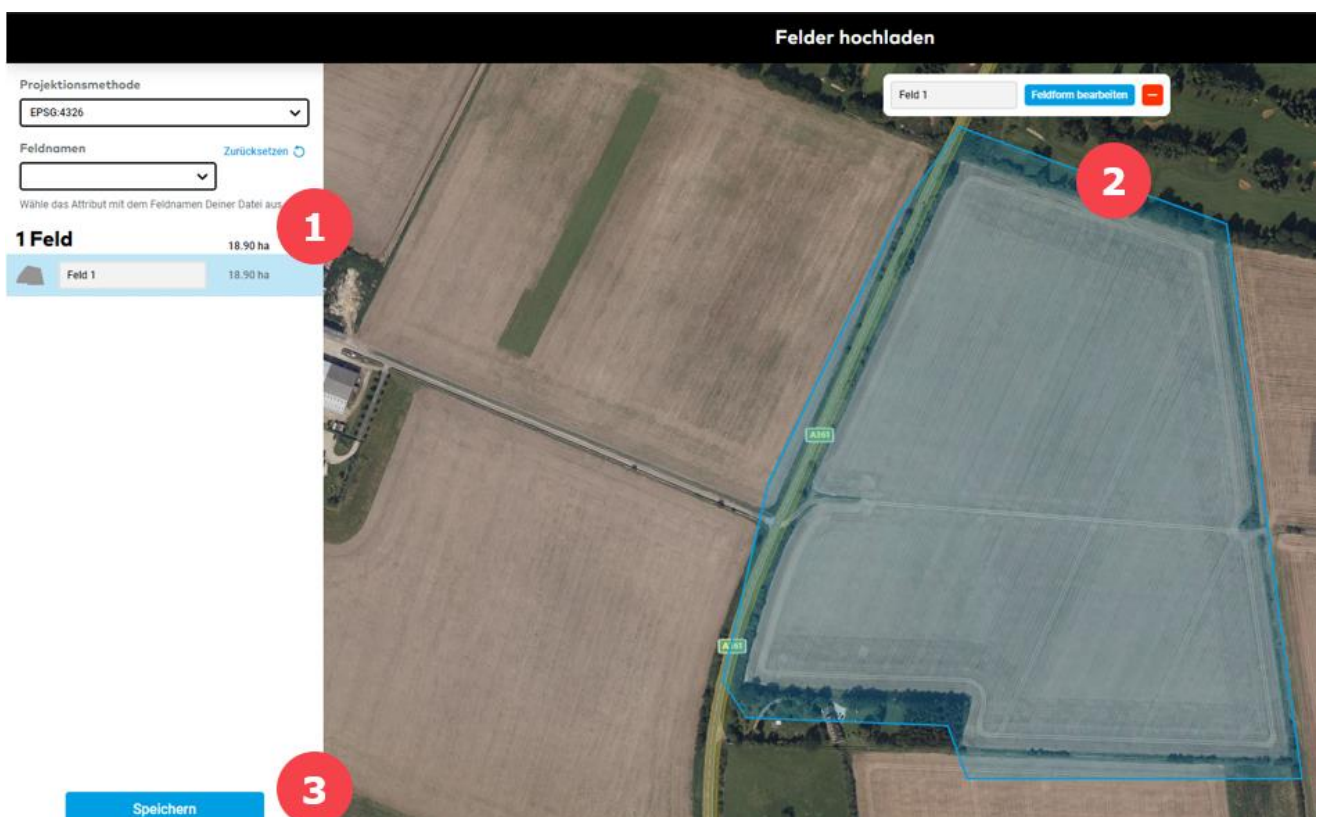 Felder hochladen
Projektionsmethode
EPSG:4326
Feldnamen
Zurücksetzen
Wähle das Attribut mit dem Feldnamen Deiner Datei aus
1 Feld
18.90 ha
Feld 1
18.90 ha
1
Feld 1
Feldform bearbeiten
2
A361
A361
Speichern
3